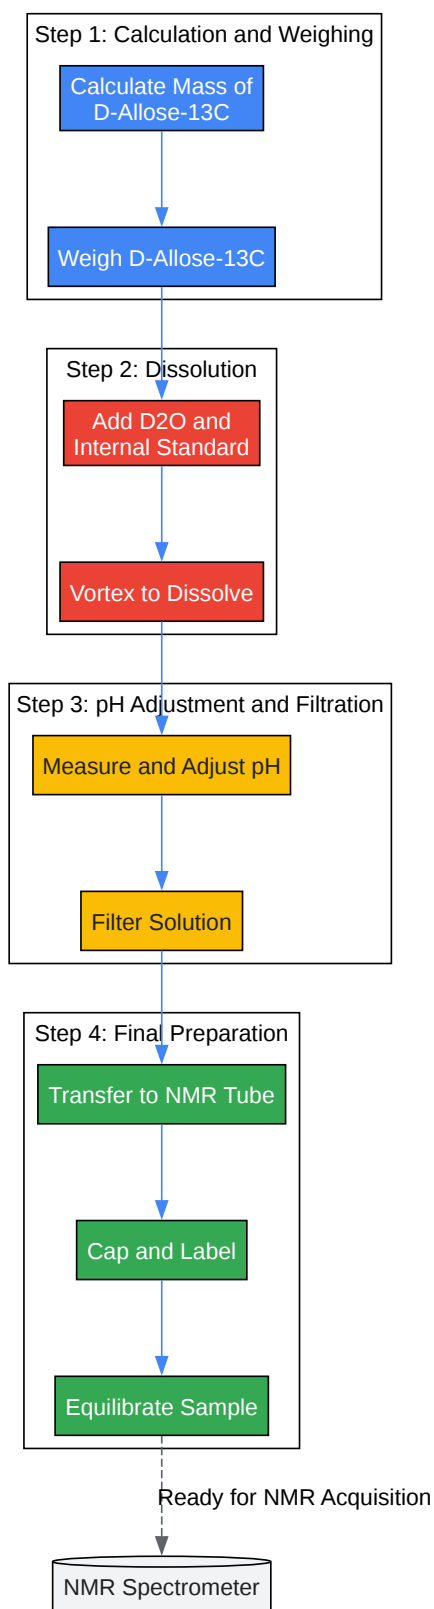 Step 1: Calculation and Weighing
Calculate Mass of
D-Allose-13C
Weigh D-Allose-13C
Step 2: Dissolution
Add D2O and
Internal Standard
Vortex to Dissolve
Step 3: pH Adjustment and Filtration
Measure and Adjust pH
Filter Solution
Step 4: Final Preparation
Transfer to NMR Tube
Cap and Label
Equilibrate Sample
Ready for NMR Acquisition
NMR Spectrometer